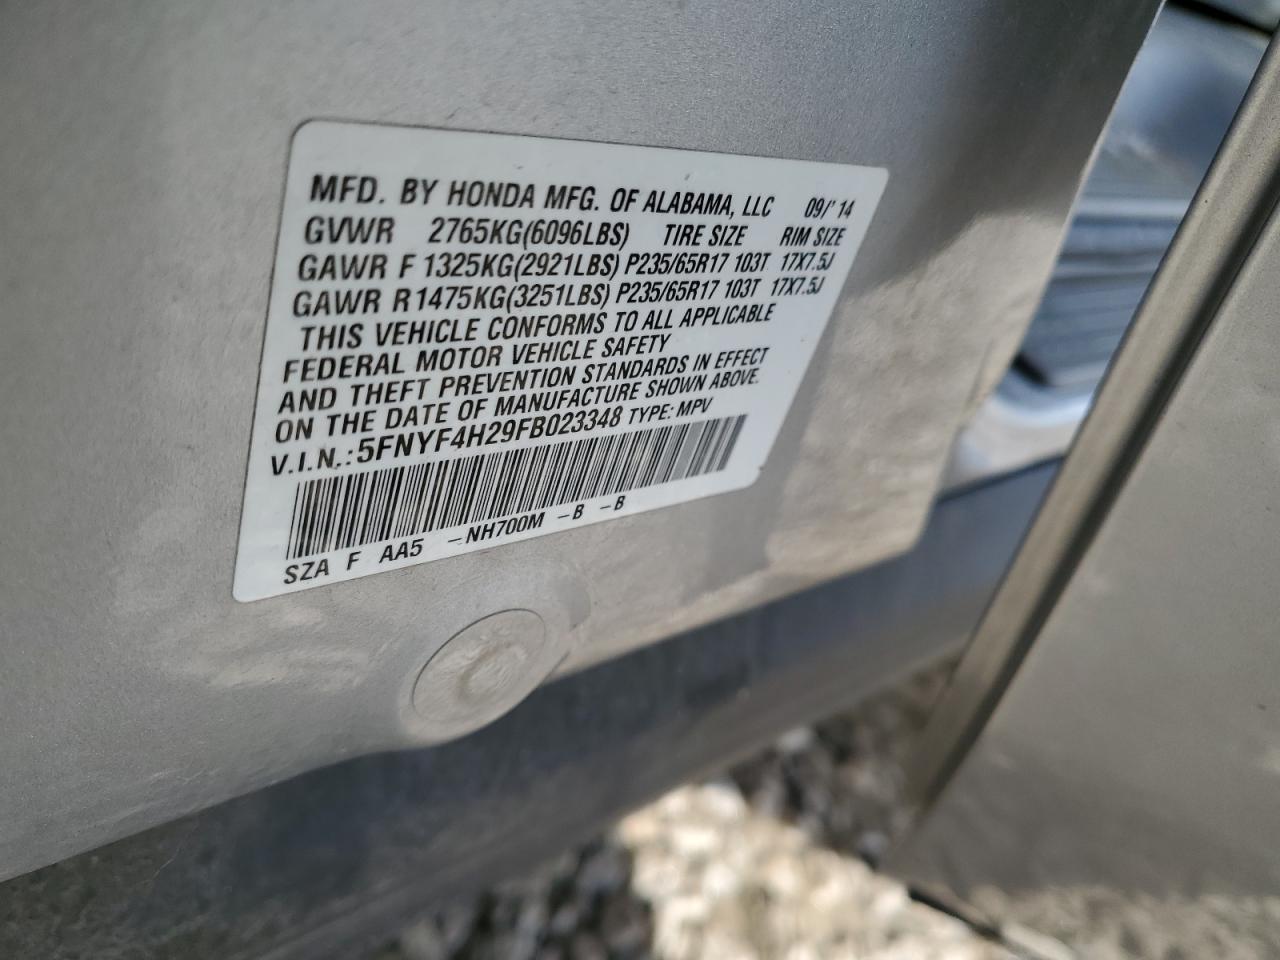 MFD. BY HONDA MFG. OF ALABAMA, LLC 09/'14
GVWR 2765KG(6096LBS) TIRE SIZE RIM SIZE
GAWR F 1325KG(2921LBS) P235/65R17 103T 17X7.5J
GAWR R 1475KG(3251LBS) P235/65R17 103T 17X7.5J
THIS VEHICLE CONFORMS TO ALL APPLICABLE
FEDERAL MOTOR VEHICLE SAFETY
AND THEFT PREVENTION STANDARDS IN EFFECT
ON THE DATE OF MANUFACTURE SHOWN ABOVE.
V.I.N.: 5FNYF4H29FB023348 TYPE: MPV
SZA F AA5 -NH700M -B -B